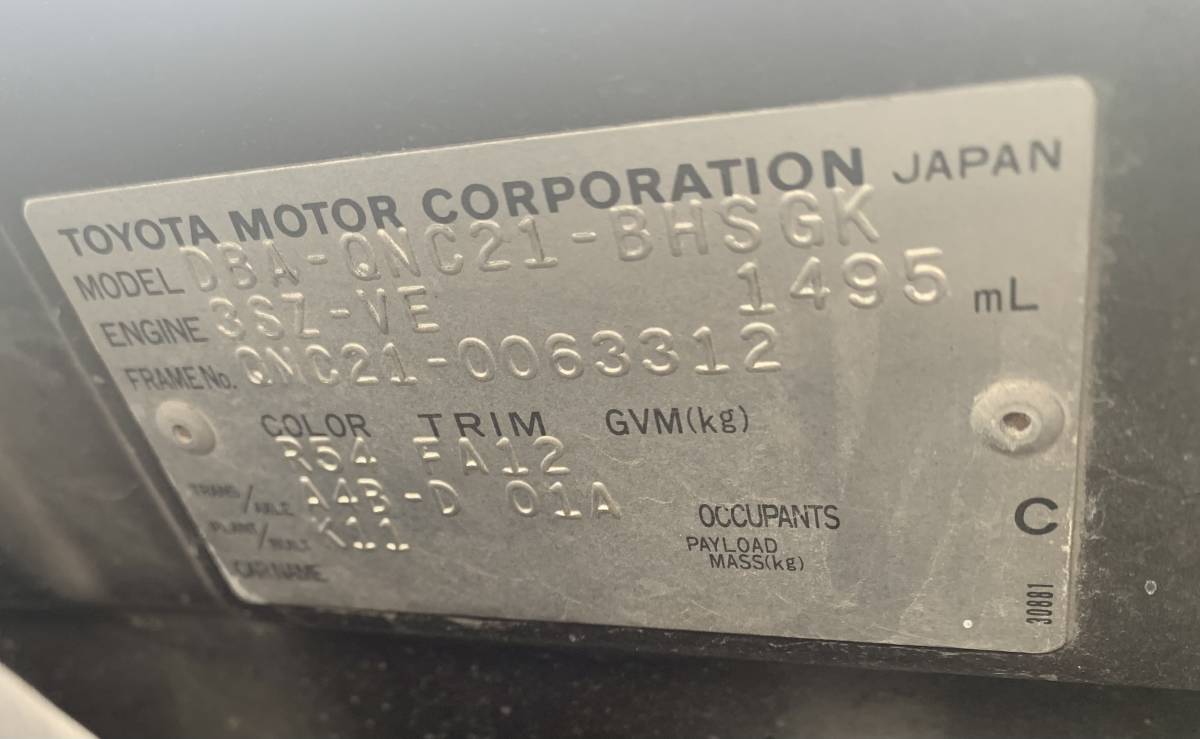 TOYOTA MOTOR CORPORATION JAPAN
MODEL DBA-QNC21-BHSGK
ENGINE 3SZ-VE 1495 mL
FRAME No. QNC21-0063312
COLOR TRIM GVM(kg)
R54 FA12
TRANS/AXLE A4B-D 01A
PLANT/BUILT K11
OCCUPANTS C
PAYLOAD
MASS(kg)
CAR NAME
30881